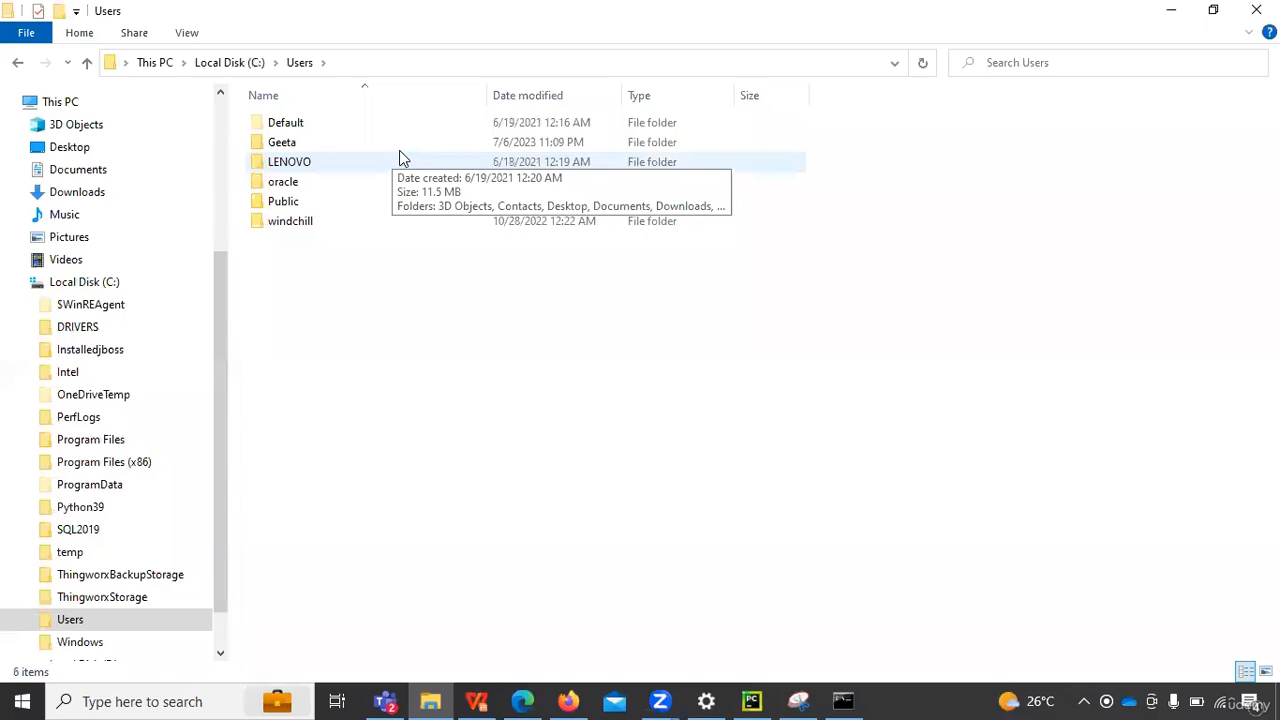 Users
File Home Share View
This PC Local Disk (C:) Users Search Users
Name Date modified Type Size
Default 6/19/2021 12:16 AM File folder
Geeta 7/6/2023 11:09 PM File folder
LENOVO 6/18/2021 12:19 AM File folder
oracle
Public
windchill 10/28/2022 12:22 AM File folder
Date created: 6/19/2021 12:20 AM
Size: 11.5 MB
Folders: 3D Objects, Contacts, Desktop, Documents, Downloads, ...
This PC
3D Objects
Desktop
Documents
Downloads
Music
Pictures
Videos
Local Disk (C:)
$WinREAgent
DRIVERS
Installedjboss
Intel
OneDriveTemp
PerfLogs
Program Files
Program Files (x86)
ProgramData
Python39
SQL2019
temp
ThingworxBackupStorage
ThingworxStorage
Users
Windows
6 items
Type here to search
26°C
Udemy